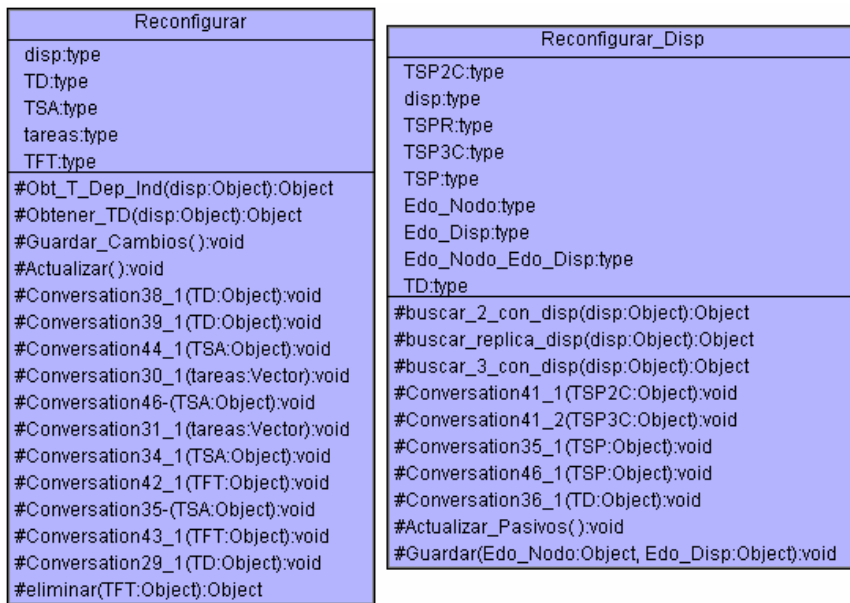 Reconfigurar
disp:type
TD:type
TSA:type
tareas:type
TFT:type
#Obt_T_Dep_Ind(disp:Object):Object
#Obtener_TD(disp:Object):Object
#Guardar_Cambios():void
#Actualizar():void
#Conversation38_1(TD:Object):void
#Conversation39_1(TD:Object):void
#Conversation44_1(TSA:Object):void
#Conversation30_1(tareas:Vector):void
#Conversation46-(TSA:Object):void
#Conversation31_1(tareas:Vector):void
#Conversation34_1(TSA:Object):void
#Conversation42_1(TFT:Object):void
#Conversation35-(TSA:Object):void
#Conversation43_1(TFT:Object):void
#Conversation29_1(TD:Object):void
#eliminar(TFT:Object):Object
Reconfigurar_Disp
TSP2C:type
disp:type
TSPR:type
TSP3C:type
TSP:type
Edo_Nodo:type
Edo_Disp:type
Edo_Nodo_Edo_Disp:type
TD:type
#buscar_2_con_disp(disp:Object):Object
#buscar_replica_disp(disp:Object):Object
#buscar_3_con_disp(disp:Object):Object
#Conversation41_1(TSP2C:Object):void
#Conversation41_2(TSP3C:Object):void
#Conversation35_1(TSP:Object):void
#Conversation46_1(TSP:Object):void
#Conversation36_1(TD:Object):void
#Actualizar_Pasivos():void
#Guardar(Edo_Nodo:Object, Edo_Disp:Object):void